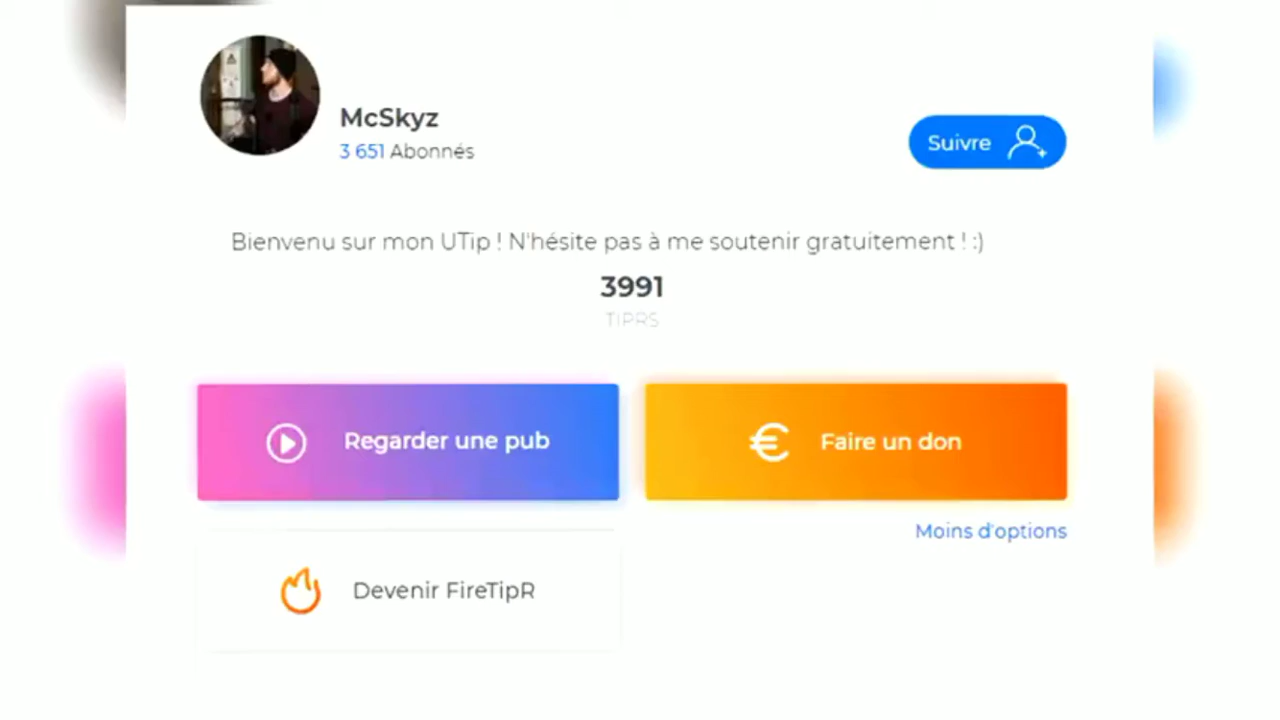 McSkyz
3 651 Abonnés
Suivre
Bienvenu sur mon UTip ! N'hésite pas à me soutenir gratuitement ! :)
3991
TIPRS
Regarder une pub
Faire un don
Moins d'options
Devenir FireTipR